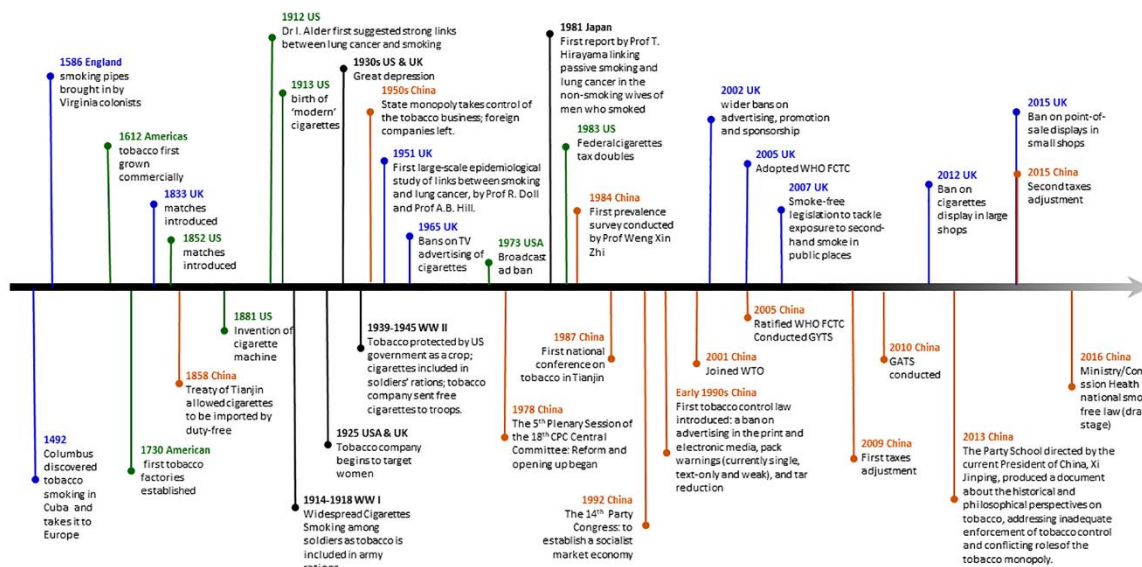 1912 US
Dr I. Alder first suggested strong links
between lung cancer and smoking
1586 England
smoking pipes
brought in by
Virginia colonists
1930s US & UK
Great depression
1913 US
birth of
'modern'
cigarettes
1950s China
State monopoly takes control of
the tobacco business; foreign
companies left.
1612 Americas
tobacco first
grown
commercially
1951 UK
First large-scale epidemiological
study of links between smoking
and lung cancer, by Prof R. Doll
and Prof A.B. Hill.
1833 UK
matches
introduced
1852 US
matches
introduced
1965 UK
Bans on TV
advertising of
cigarettes
1973 USA
Broadcast
ad ban
1981 Japan
First report by Prof T.
Hirayama linking
passive smoking and
lung cancer in the
non-smoking wives of
men who smoked
1983 US
Federal cigarettes
tax doubles
1984 China
First prevalence
survey conducted
by Prof Weng Xin
Zhi
2002 UK
wider bans on
advertising, promotion
and sponsorship
2005 UK
Adopted WHO FCTC
2007 UK
Smoke-free
legislation to tackle
exposure to second-
hand smoke in
public places
2012 UK
Ban on
cigarettes
display in large
shops
2015 UK
Ban on point-of-
sale displays in
small shops
2015 China
Second taxes
adjustment
1492
Columbus
discovered
tobacco
smoking in
Cuba and
takes it to
Europe
1730 American
first tobacco
factories
established
1858 China
Treaty of Tianjin
allowed cigarettes
to be imported by
duty-free
1881 US
Invention of
cigarette
machine
1914-1918 WW I
Widespread Cigarettes
Smoking among
soldiers as tobacco is
included in army
rations
1925 USA & UK
Tobacco company
begins to target
women
1939-1945 WW II
Tobacco protected by US
government as a crop;
cigarettes included in
soldiers' rations; tobacco
company sent free
cigarettes to troops.
1978 China
The 5th Plenary Session of
the 18th CPC Central
Committee: Reform and
opening up began
1987 China
First national
conference on
tobacco in Tianjin
1992 China
The 14th Party
Congress: to
establish a socialist
market economy
Early 1990s China
First tobacco control law
introduced: a ban on
advertising in the print and
electronic media, pack
warnings (currently single,
text-only and weak), and tar
reduction
2001 China
Joined WTO
2005 China
Ratified WHO FCTC
Conducted GYTS
2009 China
First taxes
adjustment
2010 China
GATS
conducted
2013 China
The Party School directed by the
current President of China, Xi
Jinping, produced a document
about the historical and
philosophical perspectives on
tobacco, addressing inadequate
enforcement of tobacco control
and conflicting roles of the
tobacco monopoly.
2016 China
Ministry/Com
ssion Health
national smo
free law (dra
stage)